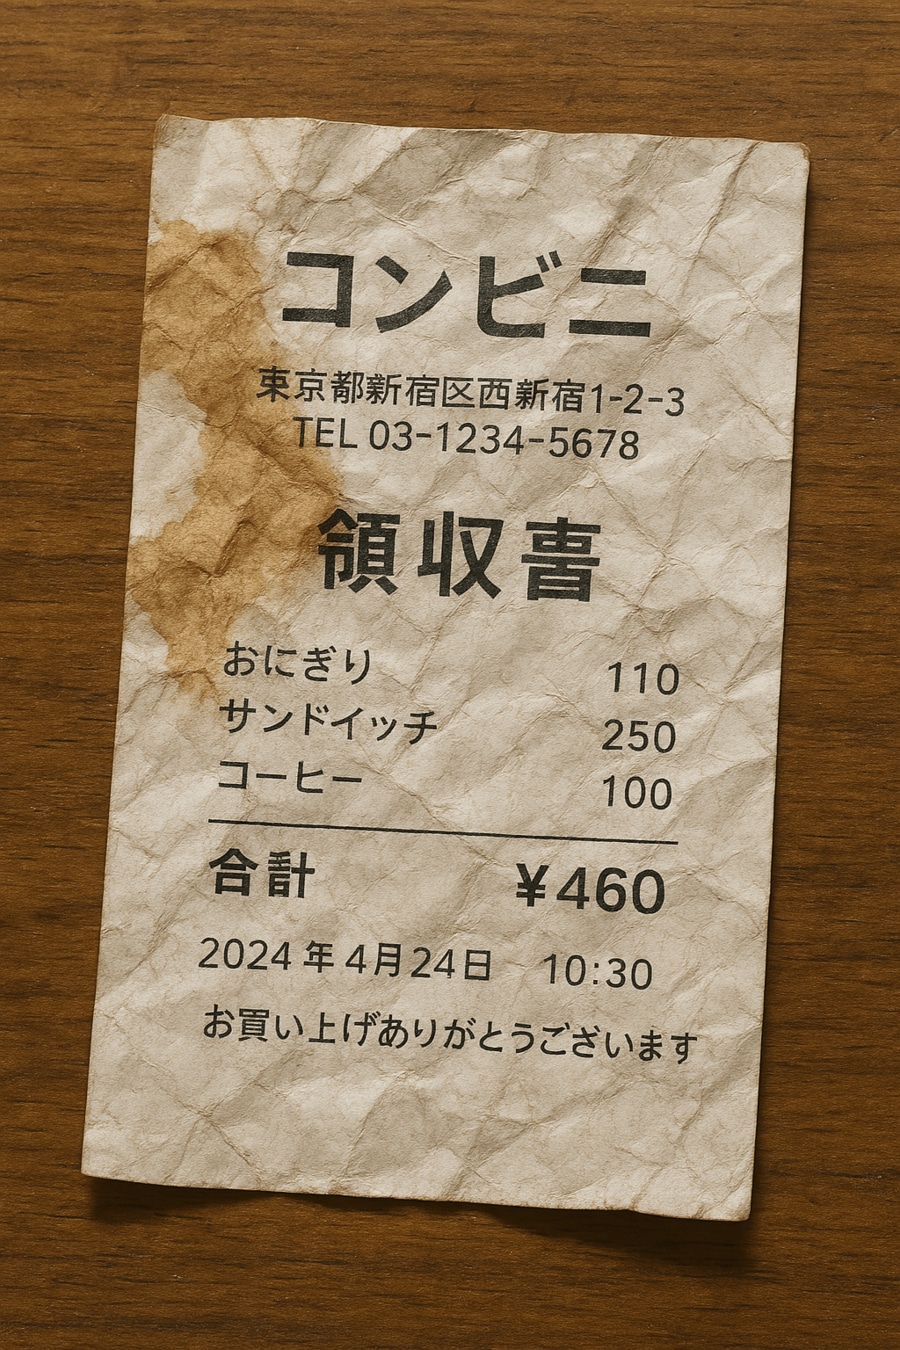 コンビニ
東京都新宿区西新宿1-2-3
TEL 03-1234-5678
領収書
おにぎり 110
サンドイッチ 250
コーヒー 100
合計 ¥460
2024年4月24日 10:30
お買い上げありがとうございます